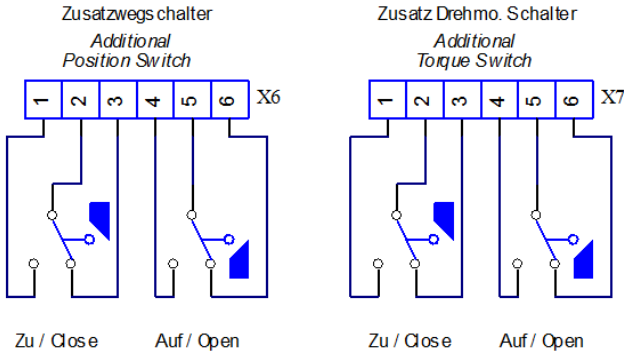 Zusatzwegschalter
Additional
Position Switch
1 2 3 4 5 6 X6
Zu / Close Auf / Open
Zusatz Drehmo. Schalter
Additional
Torque Switch
1 2 3 4 5 6 X7
Zu / Close Auf / Open